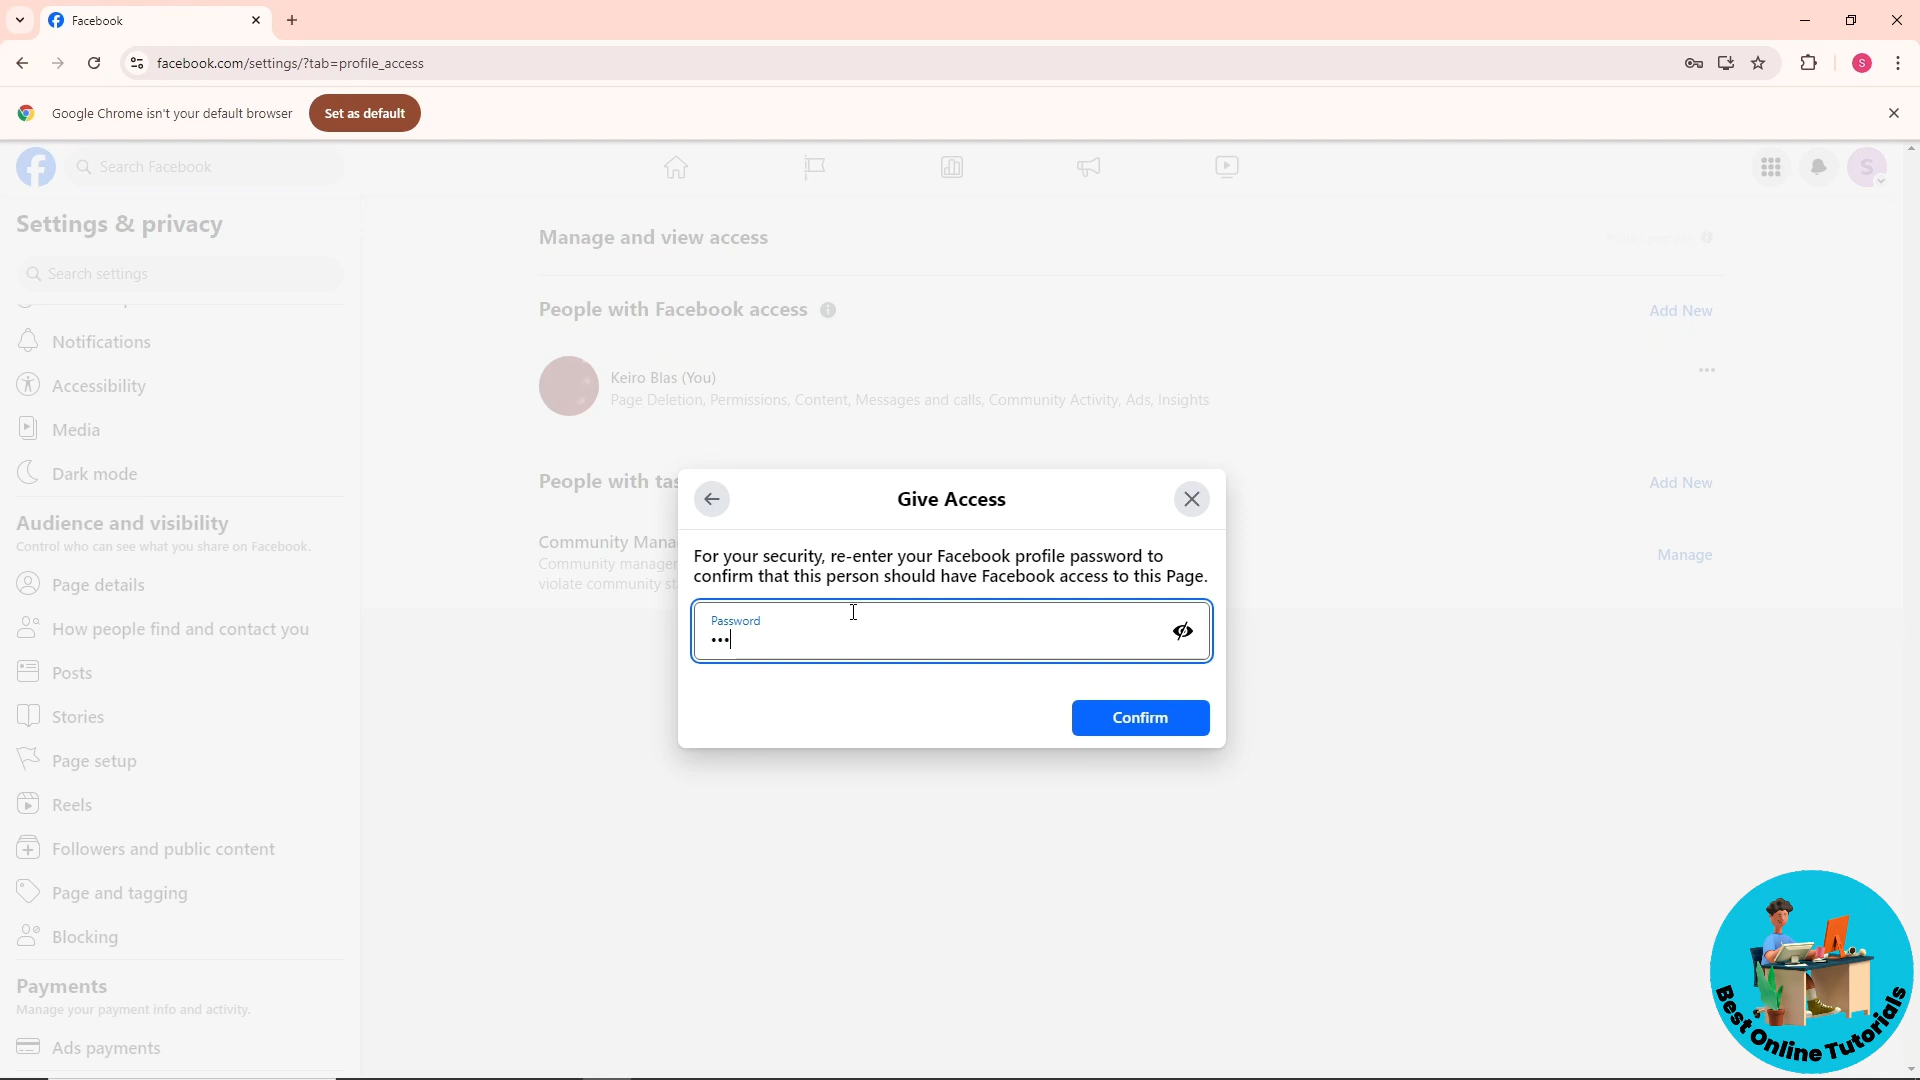 Facebook
facebook.com/settings/?tab=profile_access
S
Google Chrome isn't your default browser
Set as default
Search Facebook
S
Settings & privacy
Search settings
Notifications
Accessibility
Media
Dark mode
Audience and visibility
Control who can see what you share on Facebook.
Page details
How people find and contact you
Posts
Stories
Page setup
Reels
Followers and public content
Page and tagging
Blocking
Payments
Manage your payment info and activity.
Ads payments
Manage and view access
People with Facebook access
Add New
Keiro Blas (You)
Page Deletion, Permissions, Content, Messages and calls, Community Activity, Ads, Insights
People with
Add New
Community
Community
Manage
violate community
Give Access
For your security, re-enter your Facebook profile password to
confirm that this person should have Facebook access to this Page.
Password
•••
Confirm
Best Online Tutorials